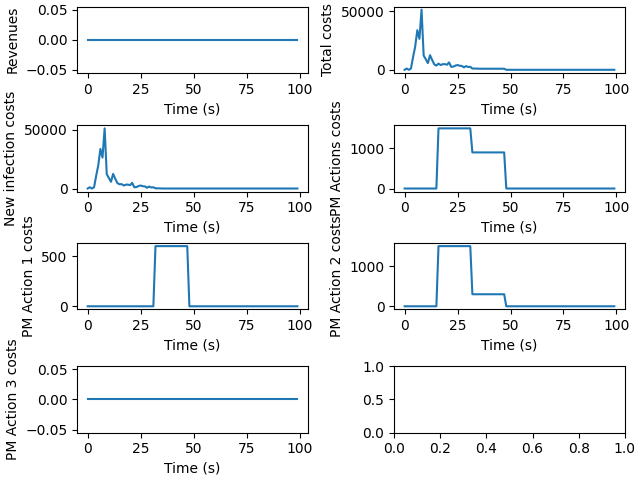 Revenues
0.05
0.00
−0.05
0 25 50 75 100
Time (s)
Total costs
50000
0
0 25 50 75 100
Time (s)
New infection costs
50000
0
0 25 50 75 100
Time (s)
PM Actions costs
1000
0
0 25 50 75 100
Time (s)
PM Action 1 costs
500
0
0 25 50 75 100
Time (s)
PM Action 2 costs
1000
0
0 25 50 75 100
Time (s)
PM Action 3 costs
0.05
0.00
−0.05
0 25 50 75 100
Time (s)
1.0
0.5
0.0
0.0 0.2 0.4 0.6 0.8 1.0